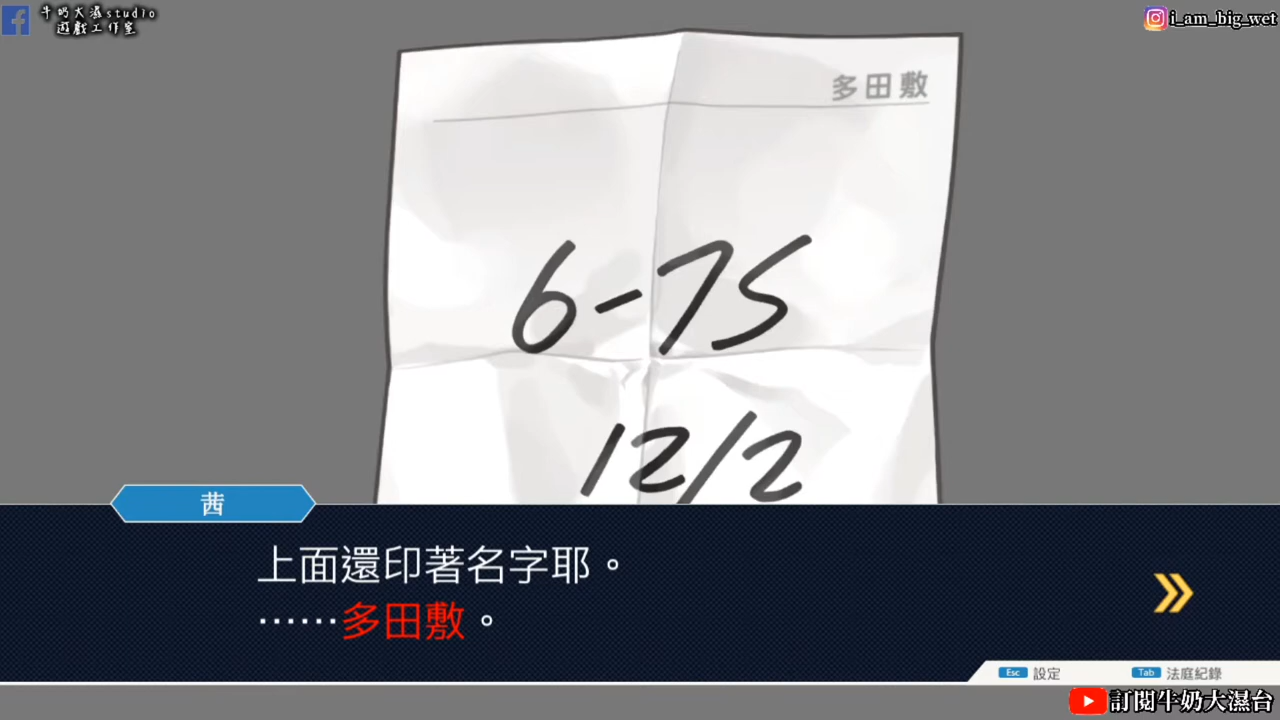 牛奶大濕studio
遊戲工作室
i_am_big_wet
多田敷
6-75
12/2
茜
上面還印著名字耶。
……多田敷。
Esc 設定
Tab 法庭紀錄
訂閱牛奶大濕台